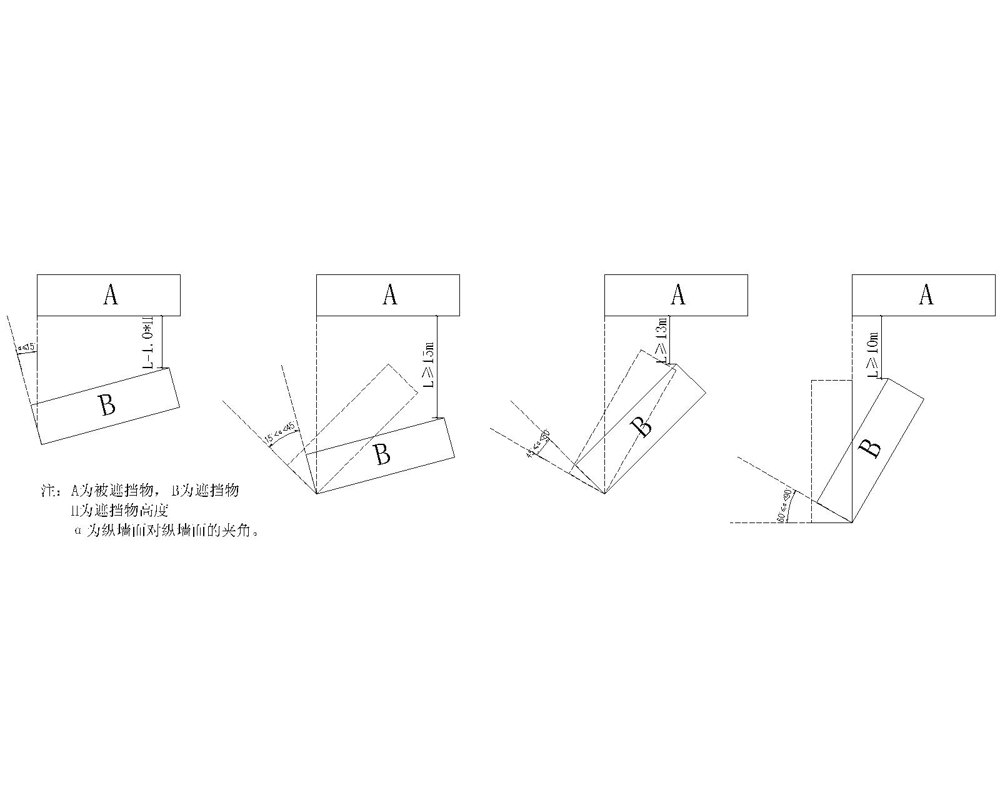 A
A
A
A
α≤15°
L=1.0*H
L≥15m
L≥13m
L≥10m
B
B
B
B
15°≤α<45°
45°≤α<60°
60°≤α<90°
注：A为被遮挡物，B为遮挡物
H为遮挡物高度
α为纵墙面对纵墙面的夹角。